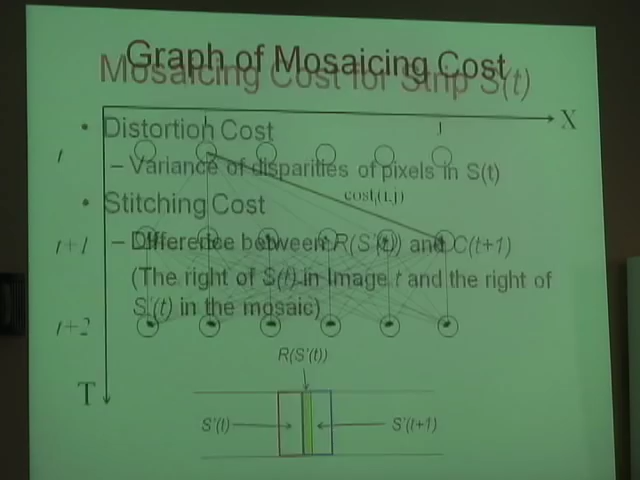 Graph of Mosaicing Cost
Mosaicing Cost for Strip S(t)
X
i
j
• Distortion Cost
t
– Variance of disparities of pixels in S(t)
• Stitching Cost
t+1
– Difference between R(S'(t)) and C(t+1)
(The right of S(t) in Image t and the right of
S'(t) in the mosaic)
t+2
R(S'(t))
T
S'(t)
S'(t+1)